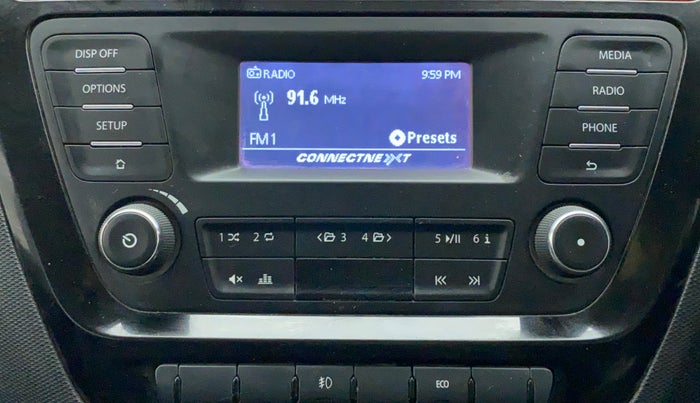 DISP OFF
OPTIONS
SETUP
RADIO 9:59 PM
91.6 MHz
FM1 Presets
CONNECTNEXT
MEDIA
RADIO
PHONE
1 2 3 4 5 6 i
ECO